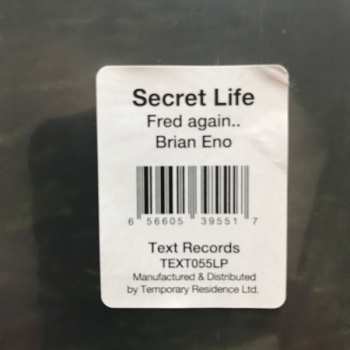 Secret Life
Fred again..
Brian Eno
6 56605 39551 7
Text Records
TEXT055LP
Manufactured & Distributed
by Temporary Residence Ltd.